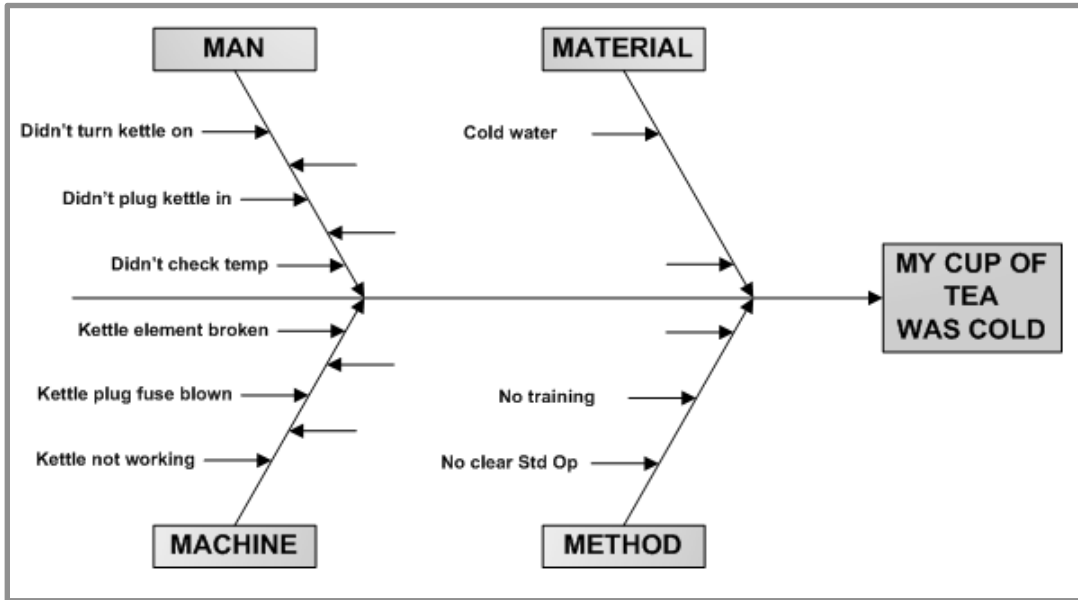 MAN
MATERIAL
Didn't turn kettle on
Cold water
Didn't plug kettle in
Didn't check temp
MY CUP OF
TEA
WAS COLD
Kettle element broken
Kettle plug fuse blown
No training
Kettle not working
No clear Std Op
MACHINE
METHOD